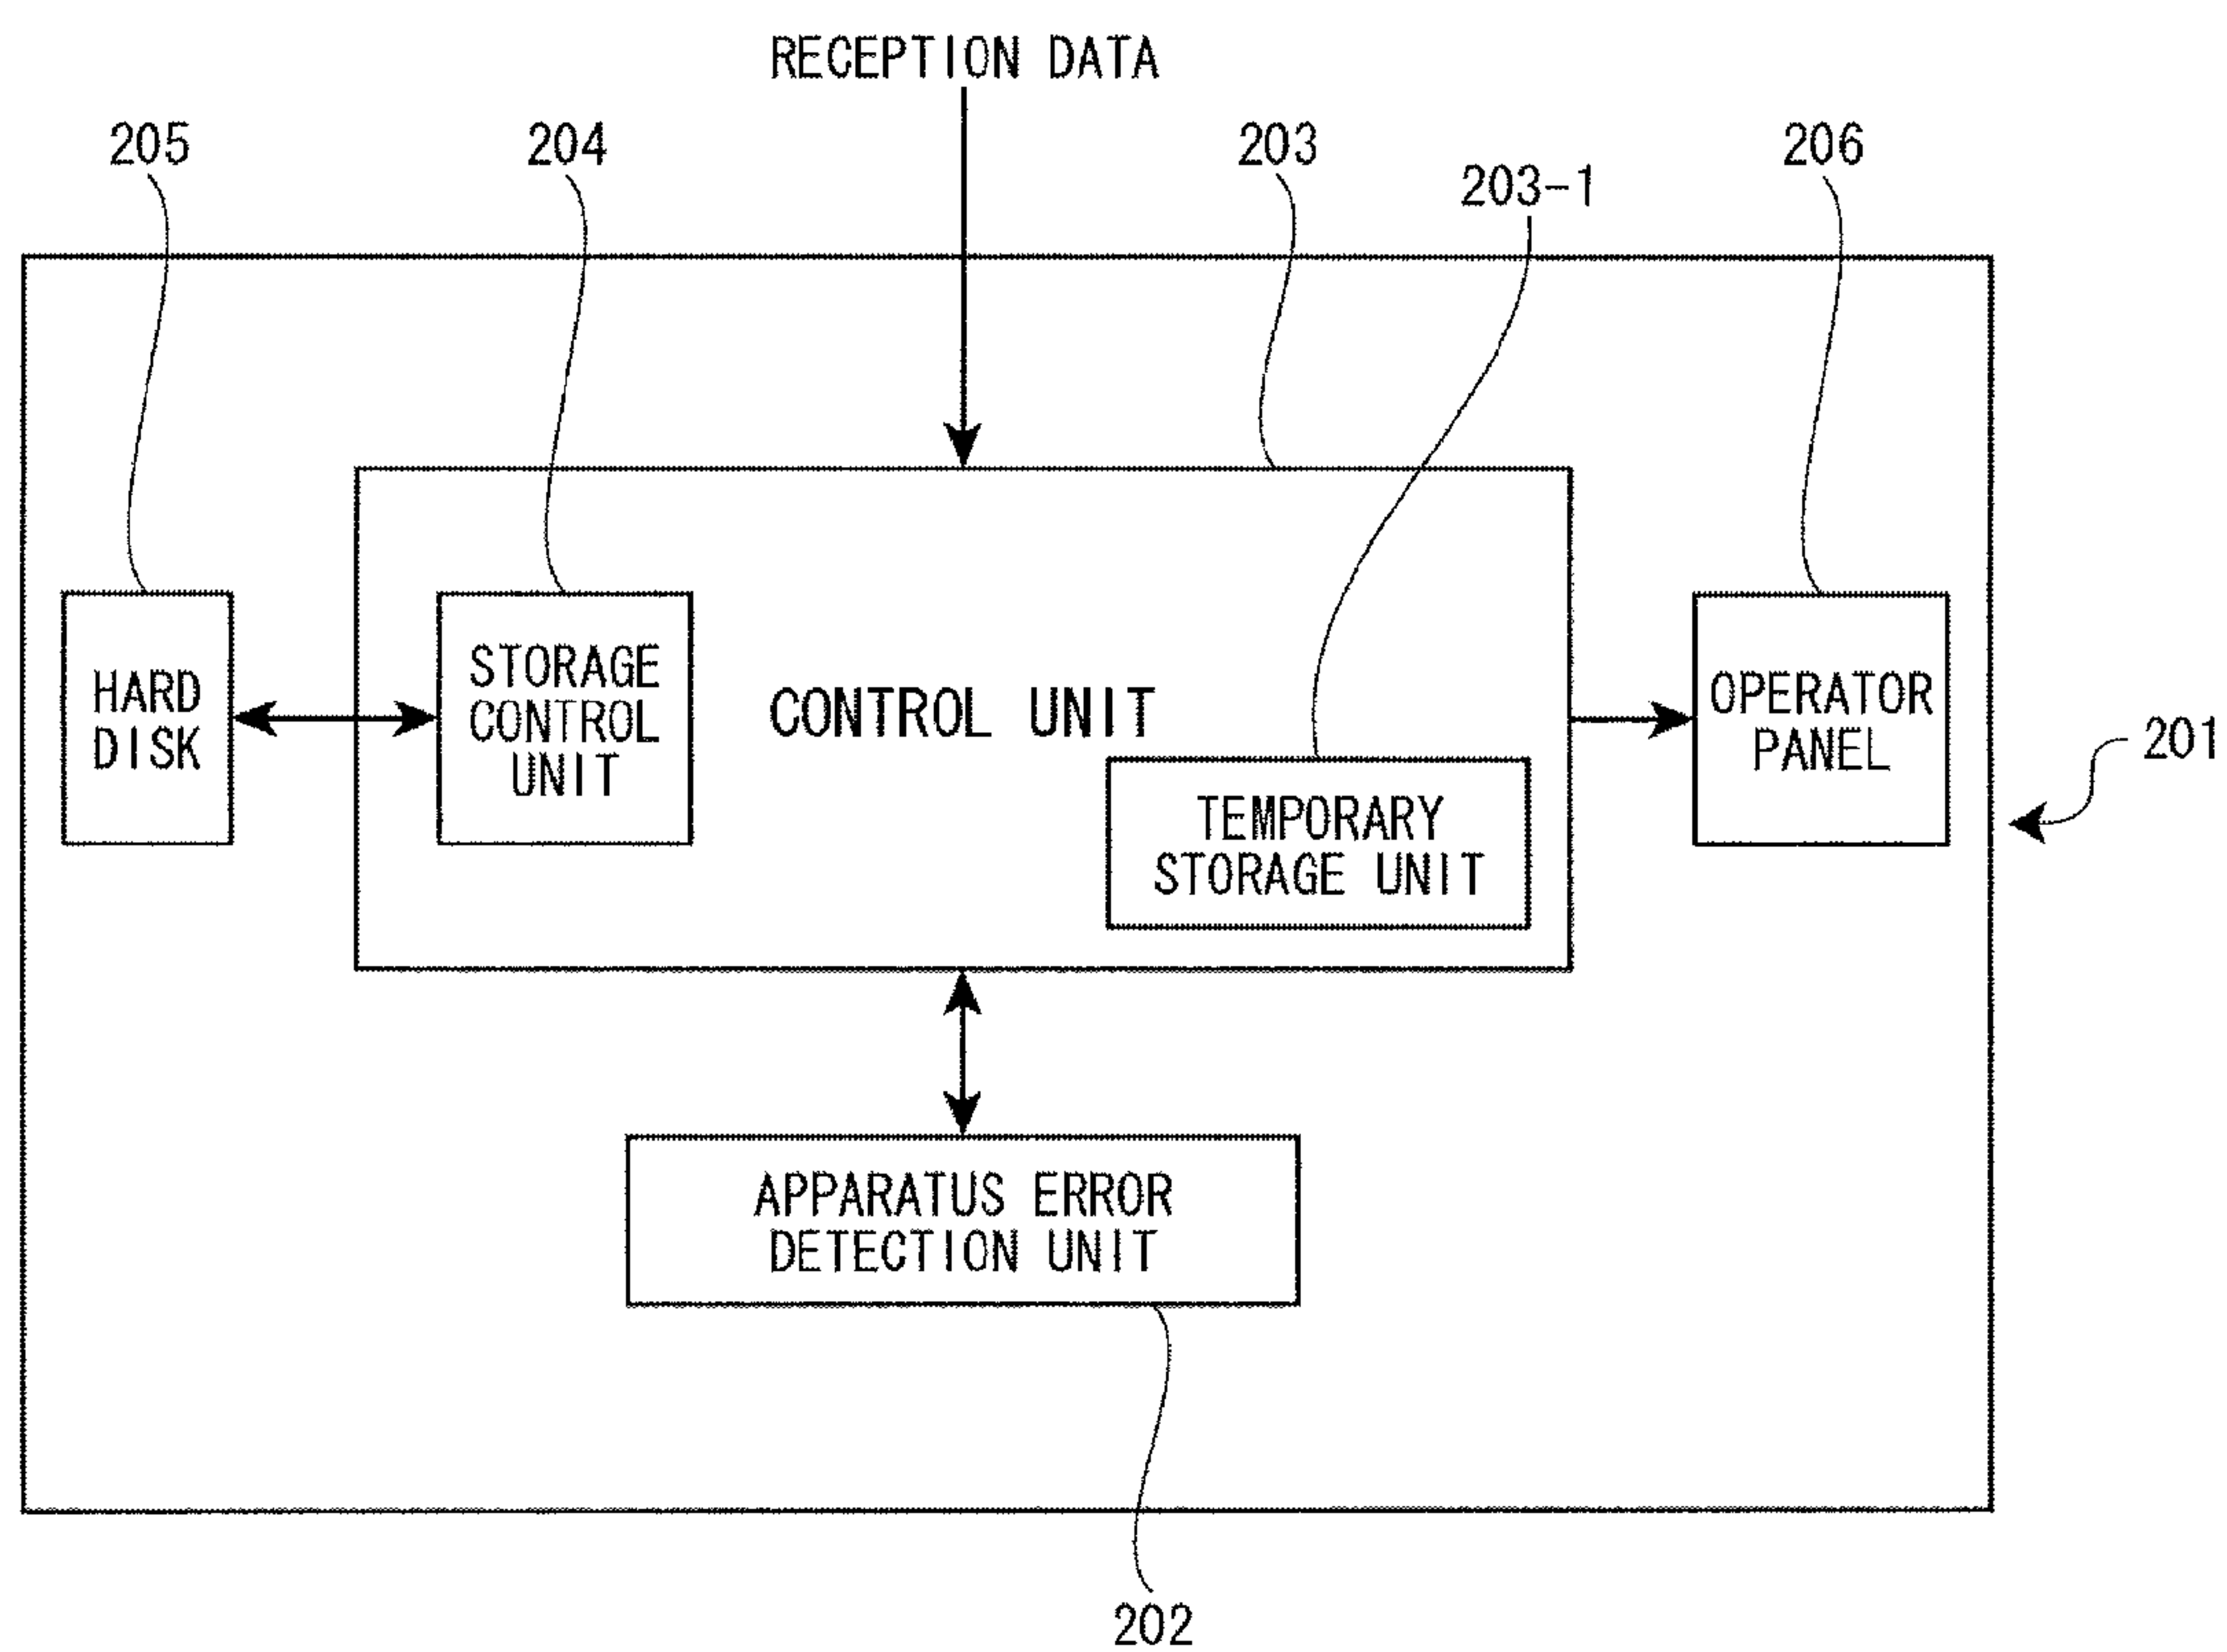 RECEPTION DATA
205
204
203
203-1
206
HARD
DISK
STORAGE
CONTROL
UNIT
CONTROL UNIT
TEMPORARY
STORAGE UNIT
OPERATOR
PANEL
201
APPARATUS ERROR
DETECTION UNIT
202